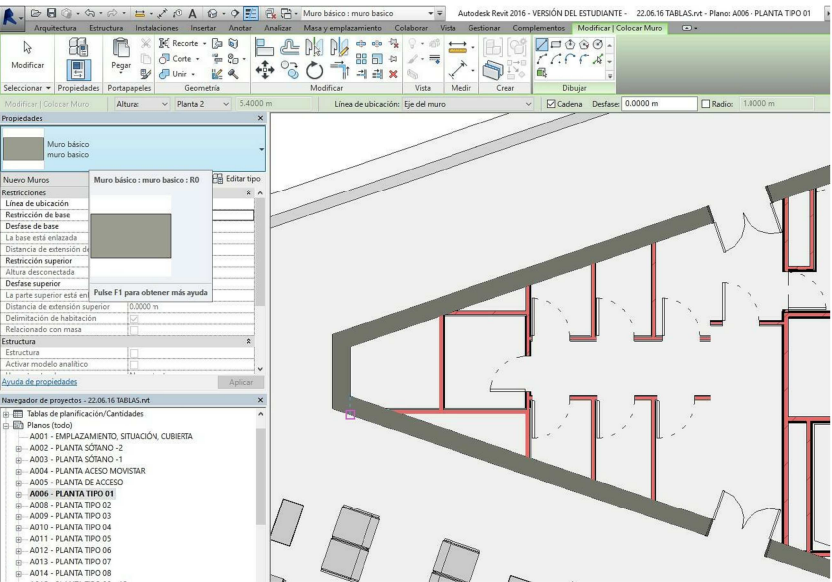 Muro básico : muro basico
Autodesk Revit 2016 - VERSIÓN DEL ESTUDIANTE - 22.06.16 TABLAS.rvt - Plano: A006 - PLANTA TIPO 01
Arquitectura Estructura Instalaciones Insertar Anotar Analizar Masa y emplazamiento Colaborar Vista Gestionar Complementos Modificar | Colocar Muro
Recorte
Cortar
Modificar Pegar
Unir
Seleccionar Propiedades Portapapeles Geometría Modificar Vista Medir Crear Dibujar
Modificar | Colocar Muro Altura: Planta 2 5.4000 m Línea de ubicación: Eje del muro Cadena Desfase: 0.0000 m Radio: 1.0000 m
Propiedades
Muro básico
muro basico
Nuevo Muros Editar tipo
Muro básico : muro basico : R0
Restricciones
Línea de ubicación
Restricción de base
Desfase de base
La base está enlazada
Distancia de extensión de
Restricción superior
Altura desconectada
Desfase superior
La parte superior está enl
Pulse F1 para obtener más ayuda
Distancia de extensión superior 0.0000 m
Delimitación de habitación
Relacionado con masa
Estructura
Estructura
Activar modelo analítico
Ayuda de propiedades Aplicar
Navegador de proyectos - 22.06.16 TABLAS.rvt
Tablas de planificación/Cantidades
Planos (todo)
A001 - EMPLAZAMIENTO, SITUACIÓN, CUBIERTA
A002 - PLANTA SÓTANO -2
A003 - PLANTA SÓTANO -1
A004 - PLANTA ACESO MOVISTAR
A005 - PLANTA DE ACCESO
A006 - PLANTA TIPO 01
A008 - PLANTA TIPO 02
A009 - PLANTA TIPO 03
A010 - PLANTA TIPO 04
A011 - PLANTA TIPO 05
A012 - PLANTA TIPO 06
A013 - PLANTA TIPO 07
A014 - PLANTA TIPO 08